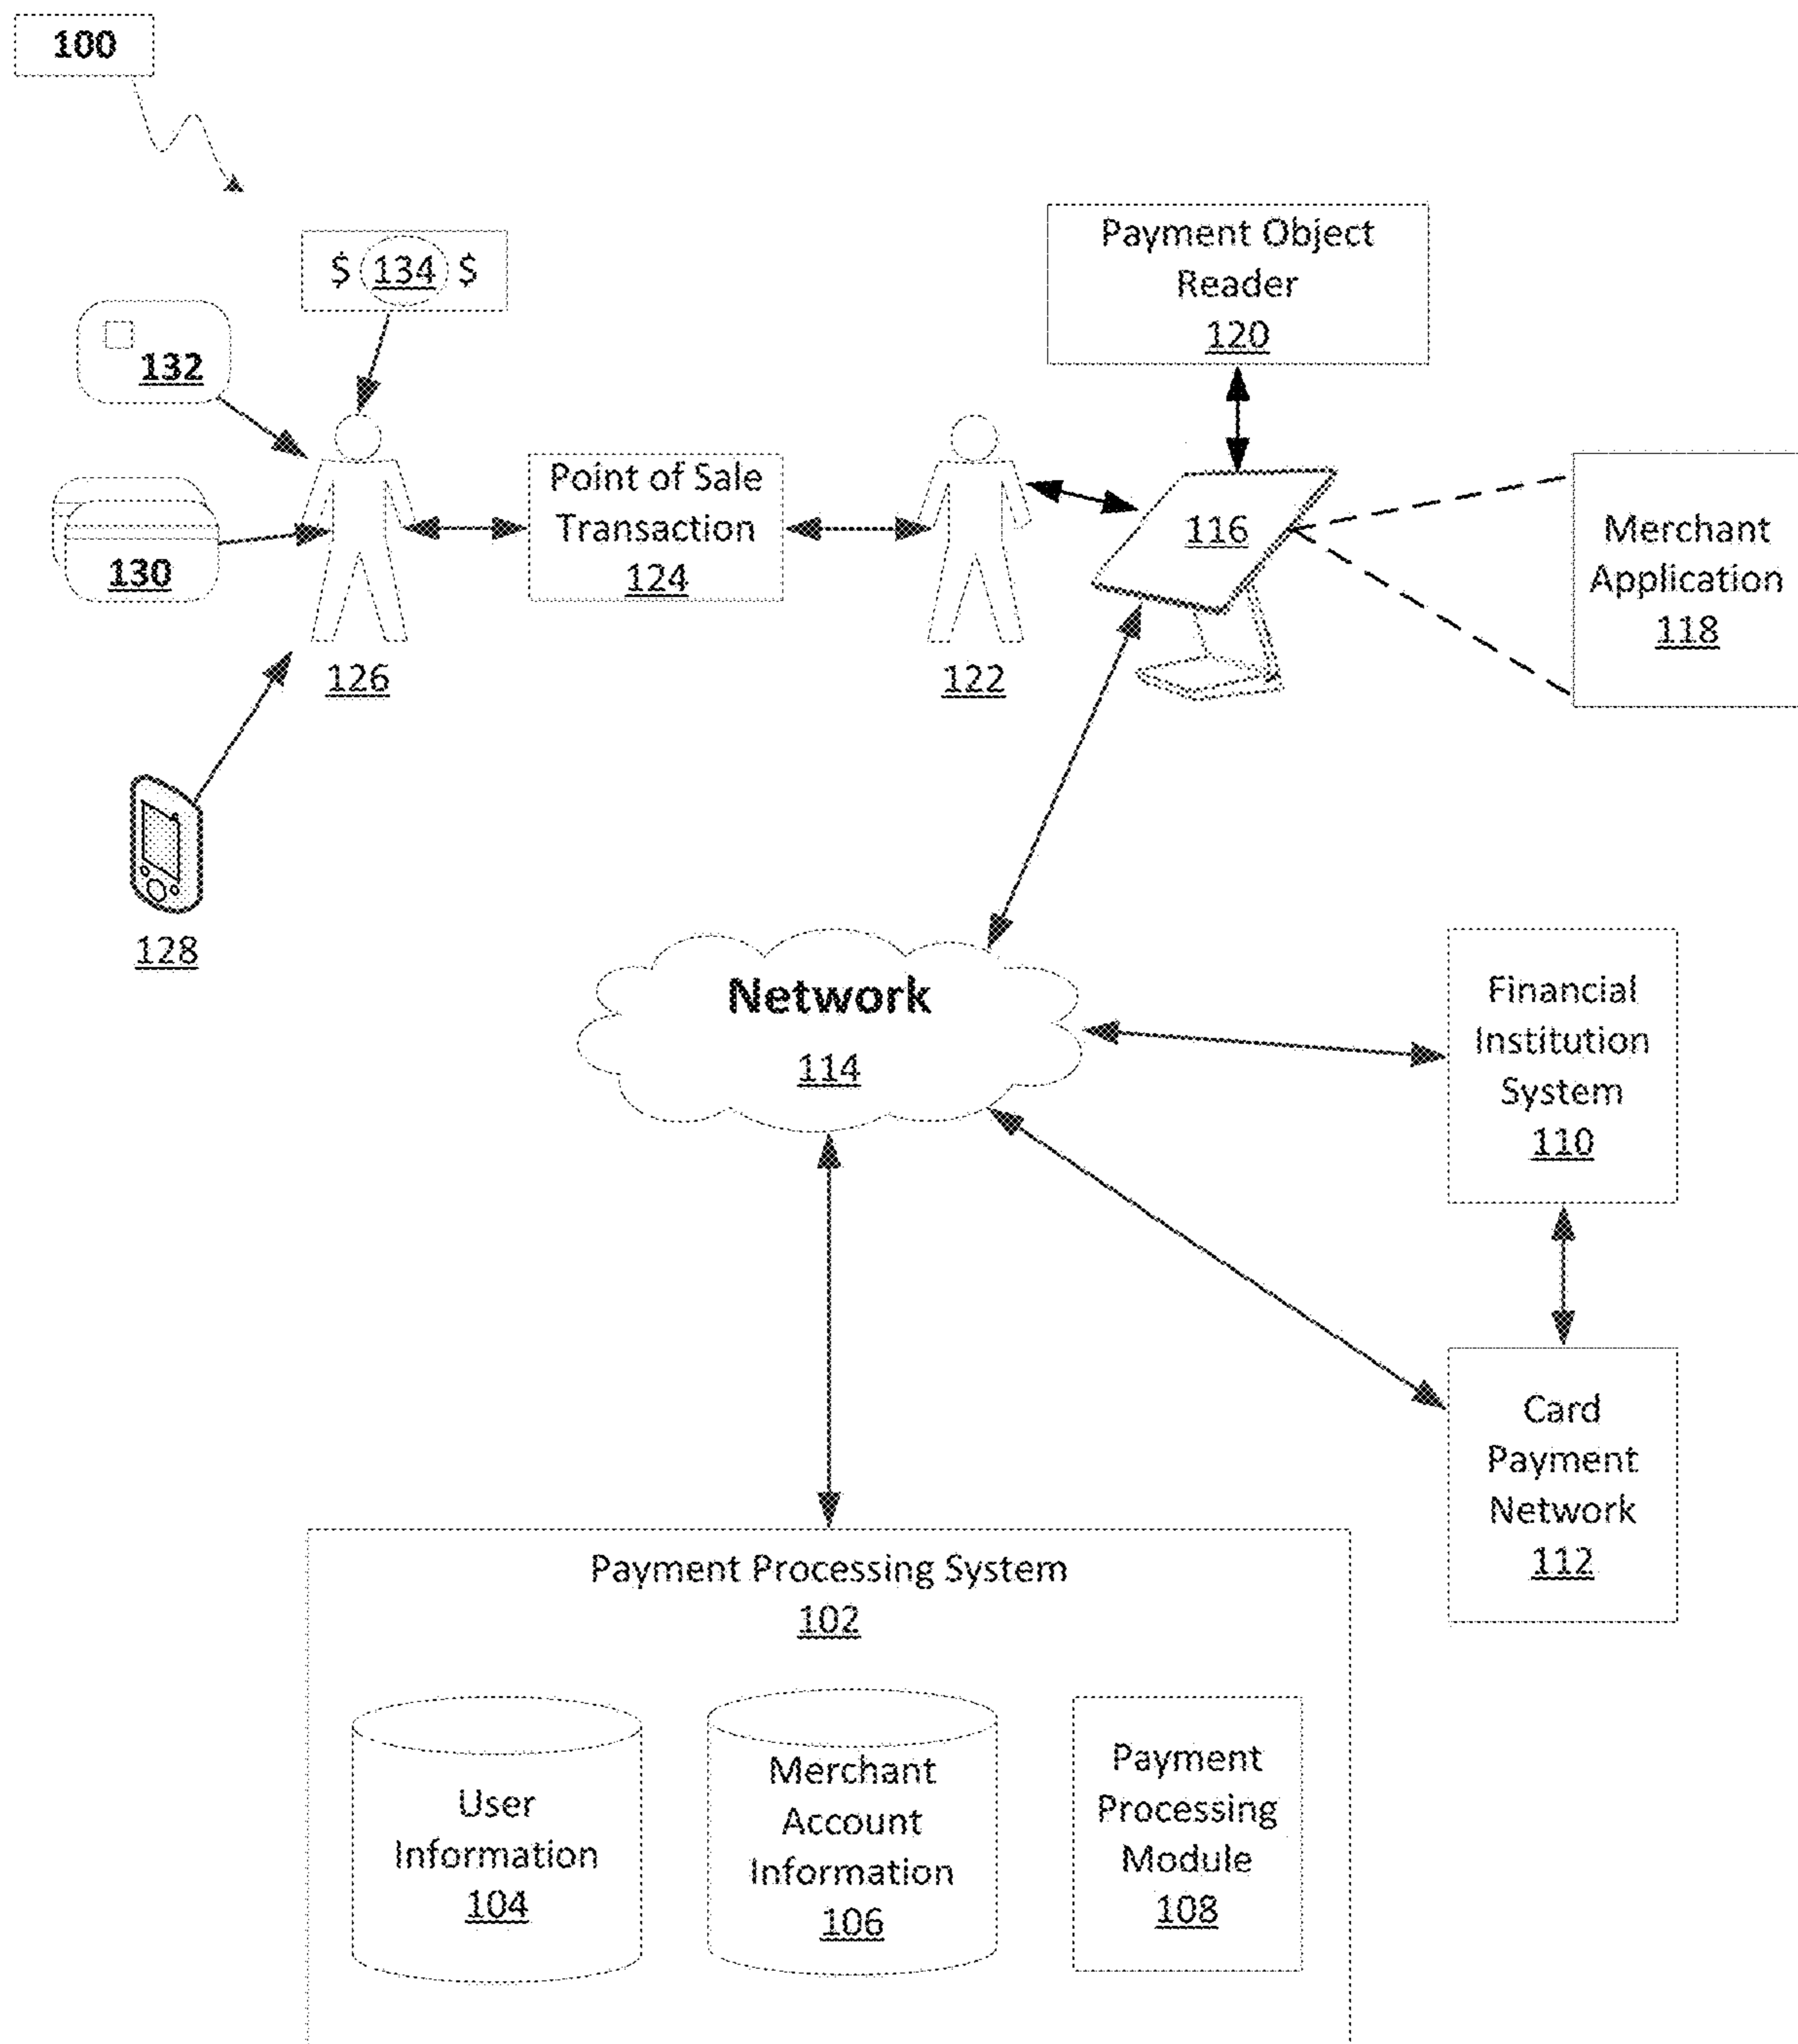 100
$ 134 $
132
130
126
128
Point of Sale
Transaction
124
122
Payment Object
Reader
120
116
Merchant
Application
118
Network
114
Financial
Institution
System
110
Card
Payment
Network
112
Payment Processing System
102
User
Information
104
Merchant
Account
Information
106
Payment
Processing
Module
108